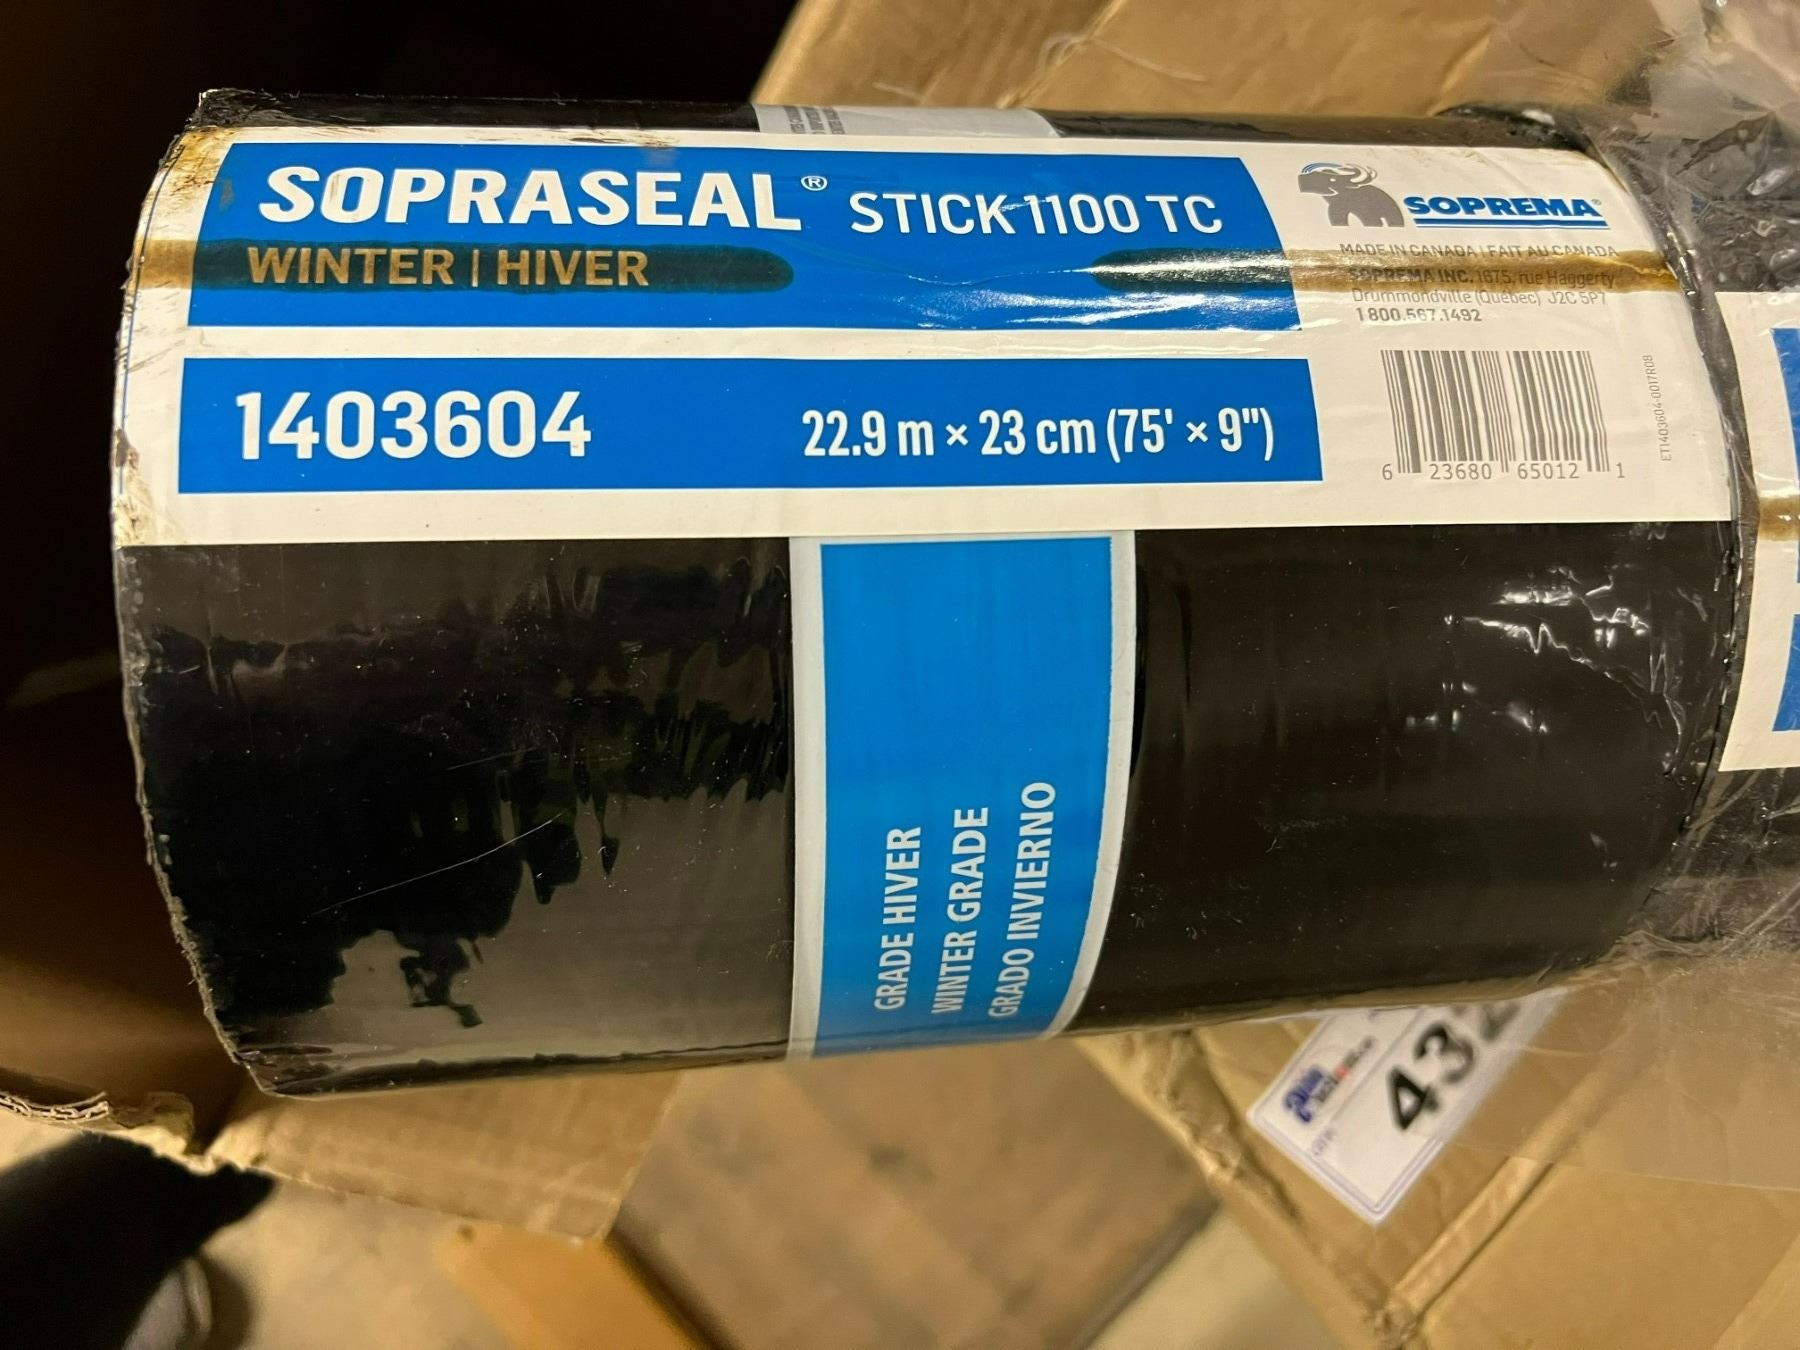 SOPRASEAL® STICK 1100 TC
WINTER | HIVER
SOPREMA®
MADE IN CANADA | FAIT AU CANADA
SOPREMA INC. 1675, rue Haggerty
Drummondville (Québec) J2C 5P7
1 800.567.1492
1403604
22.9 m × 23 cm (75' × 9")
6 23680 65012 1
ET1403604-0017R08
GRADE HIVER
WINTER GRADE
GRADO INVIERNO